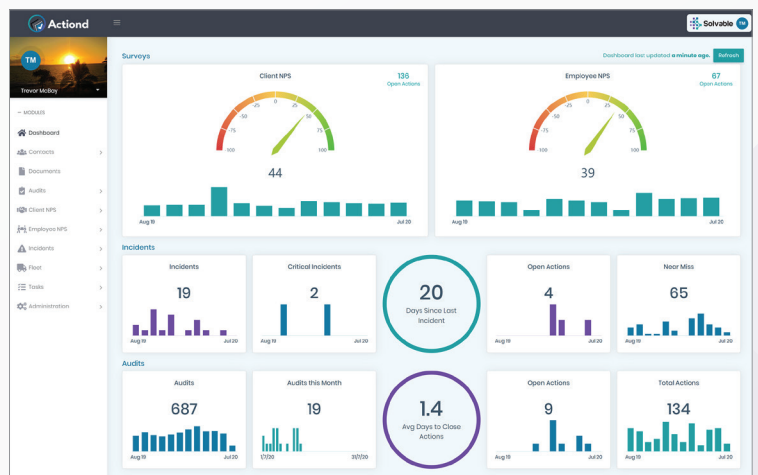 Actiond
Solvable TM
TM
Trevor McBoy
MODULES
Dashboard
Contacts
Documents
Audits
Client NPS
Employee NPS
Incidents
Fleet
Tasks
Administration
Surveys
Dashboard last updated a minute ago. Refresh
Client NPS
136
Open Actions
-100 -75 -50 -25 0 25 50 75 100
44
Aug 19 Jul 20
Employee NPS
67
Open Actions
-100 -75 -50 -25 0 25 50 75 100
39
Aug 19 Jul 20
Incidents
Incidents
19
Aug 19 Jul 20
Critical Incidents
2
Aug 19 Jul 20
20
Days Since Last
Incident
Open Actions
4
Aug 19 Jul 20
Near Miss
65
Aug 19 Jul 20
Audits
Audits
687
Aug 19 Jul 20
Audits this Month
19
1/7/20 31/7/20
1.4
Avg Days to Close
Actions
Open Actions
9
Aug 19 Jul 20
Total Actions
134
Aug 19 Jul 20